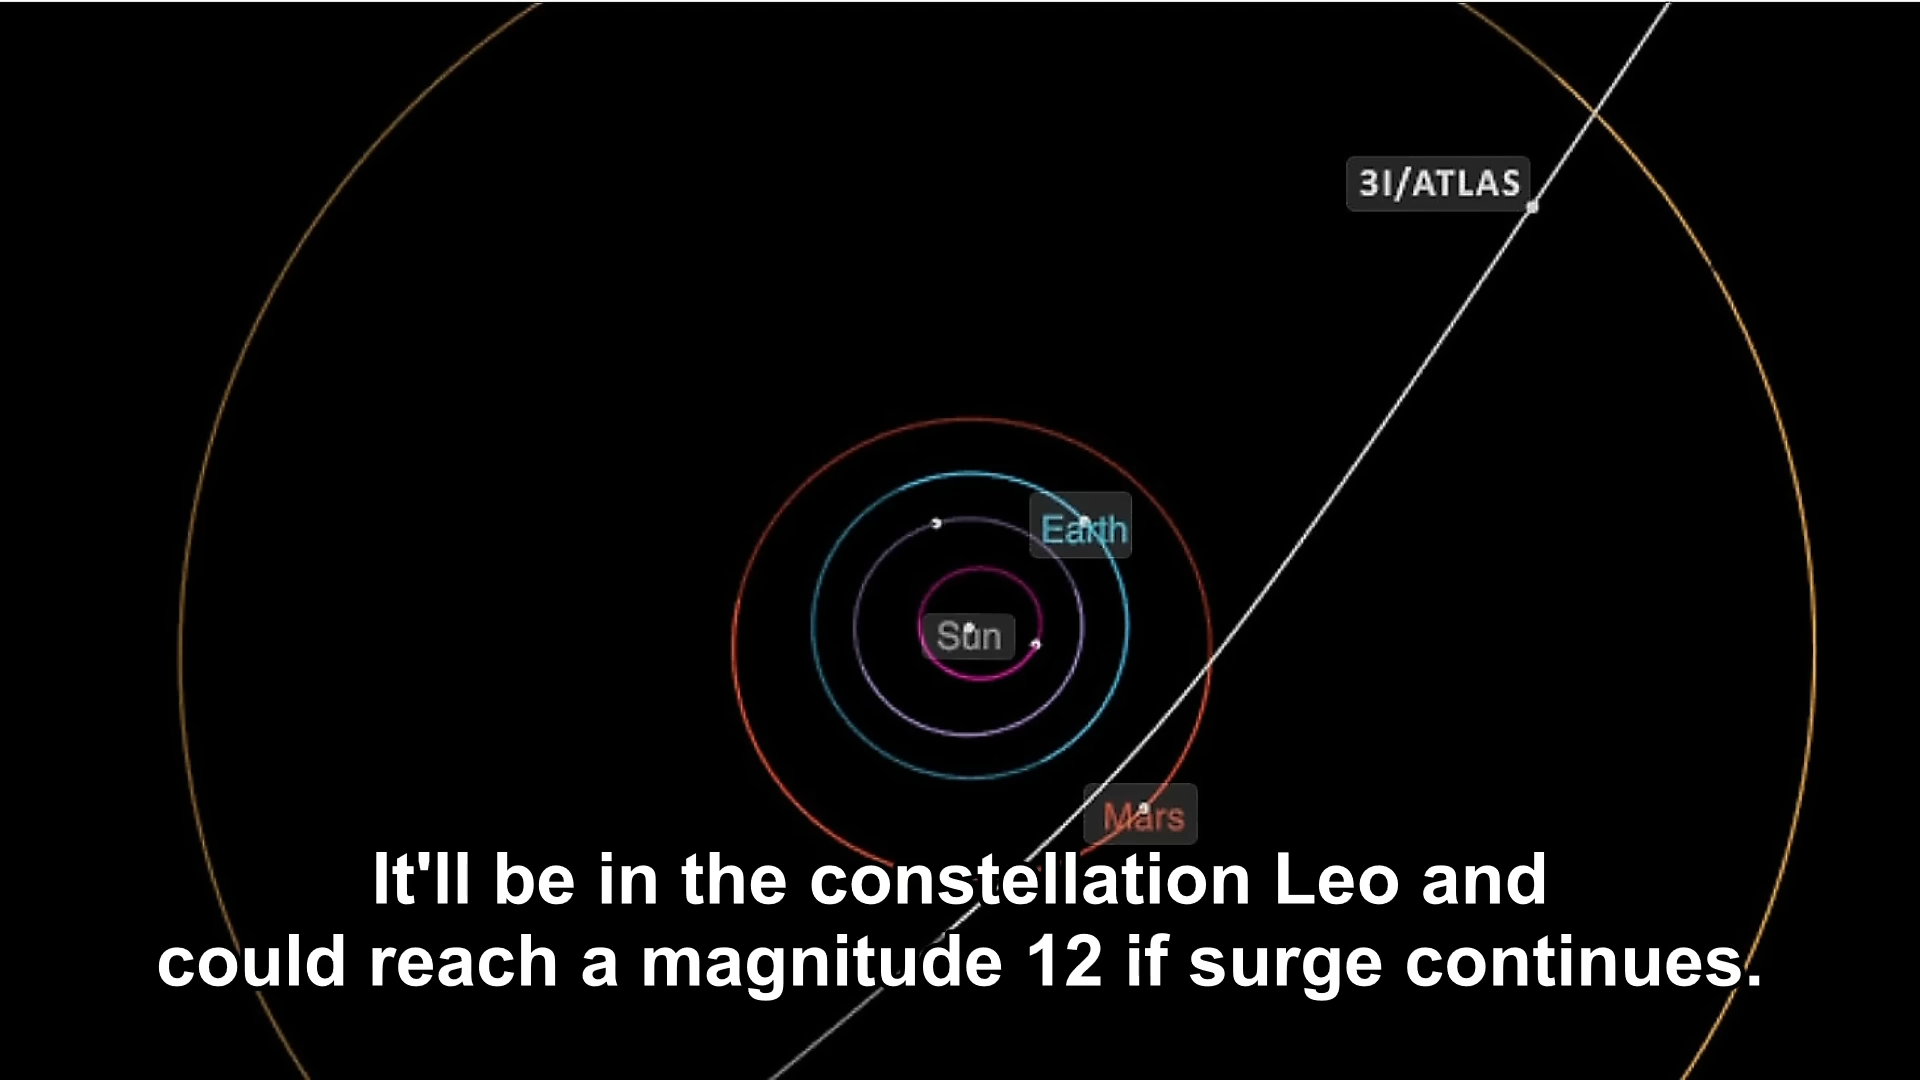 3I/ATLAS
Earth
Sun
Mars
It'll be in the constellation Leo and
could reach a magnitude 12 if surge continues.